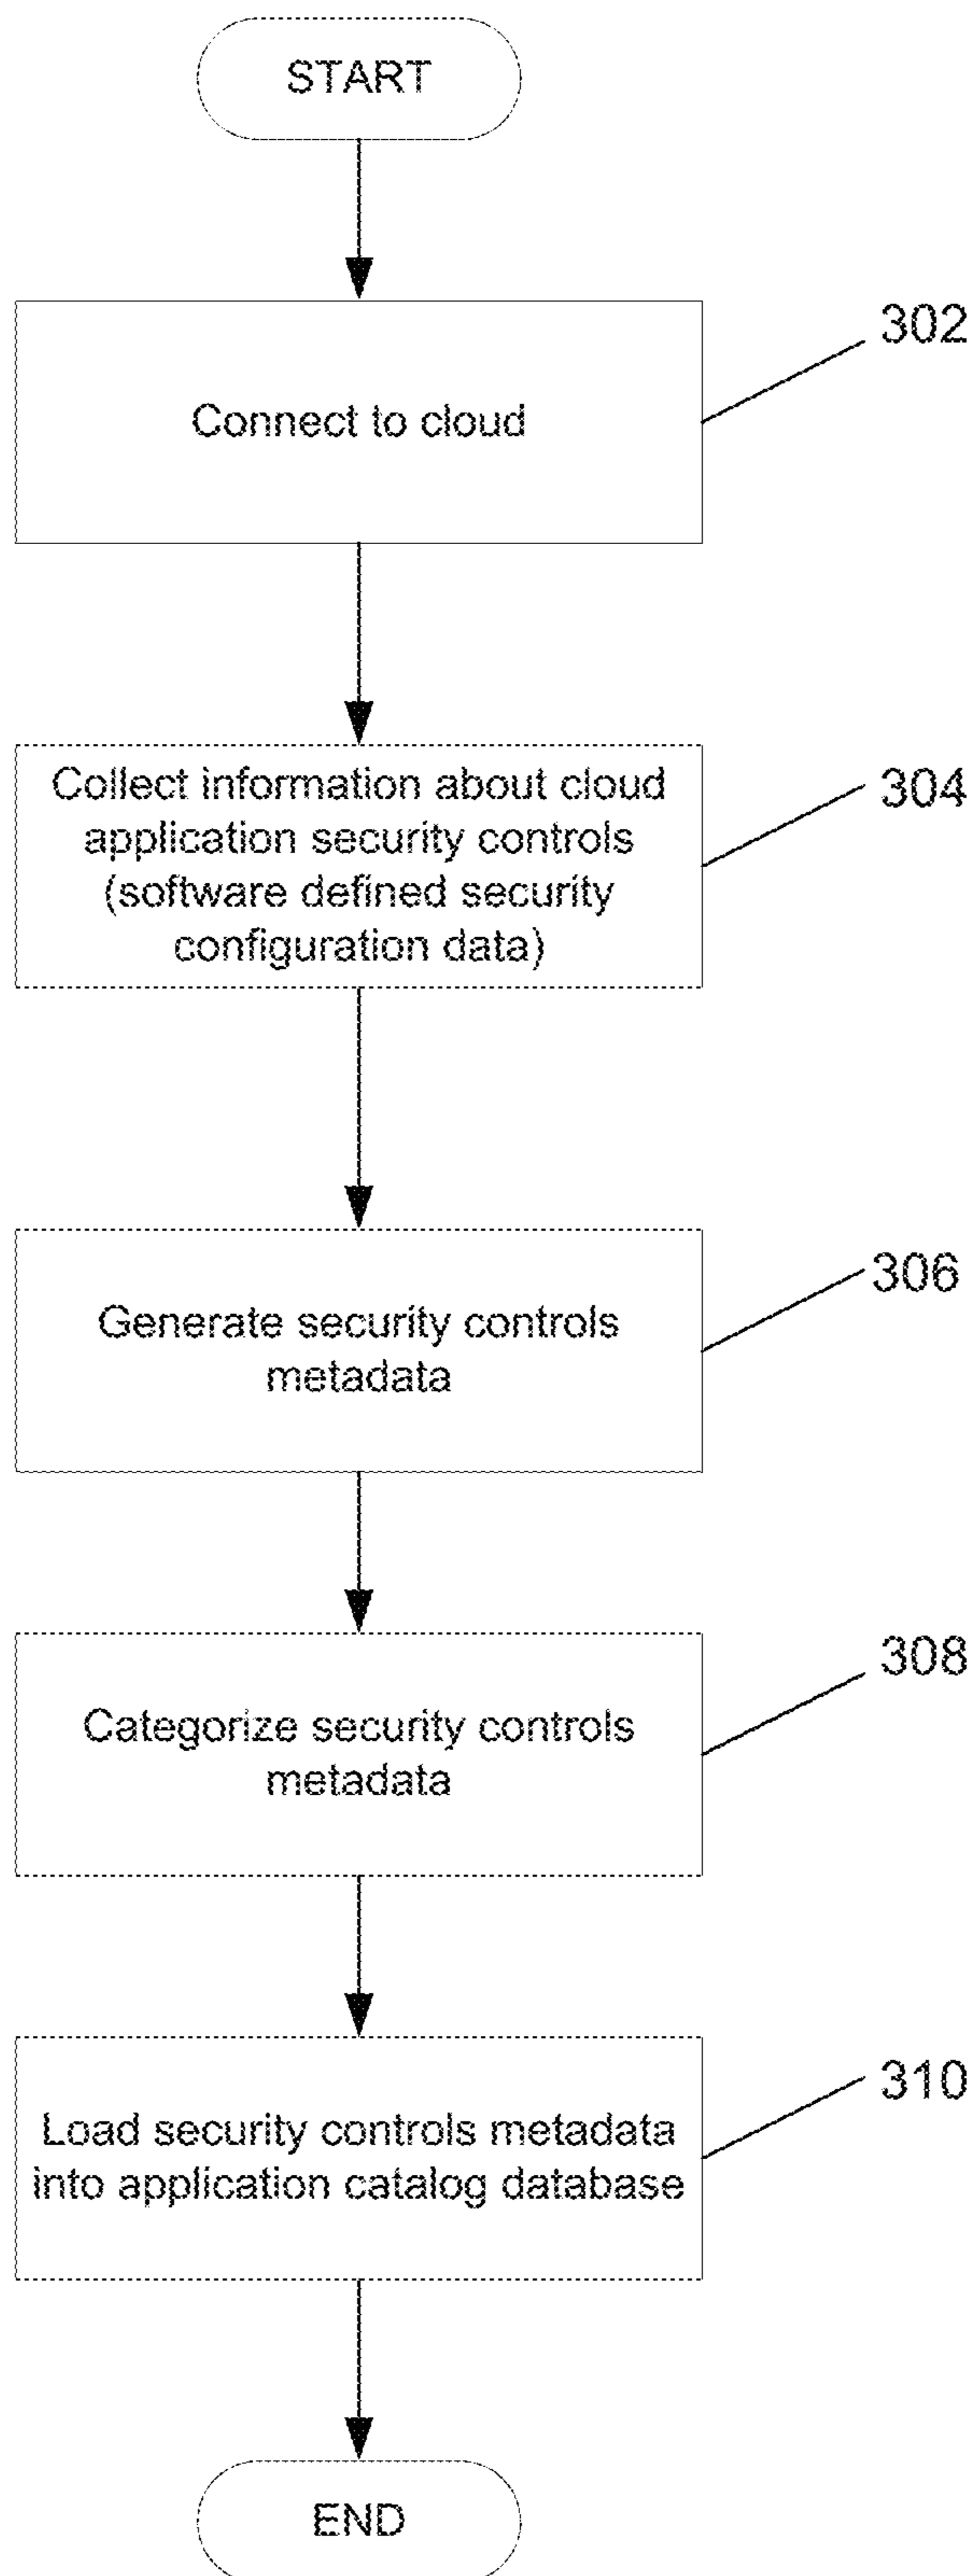 START
Connect to cloud
302
Collect information about cloud
application security controls
(software defined security
configuration data)
304
Generate security controls
metadata
306
Categorize security controls
metadata
308
Load security controls metadata
into application catalog database
310
END